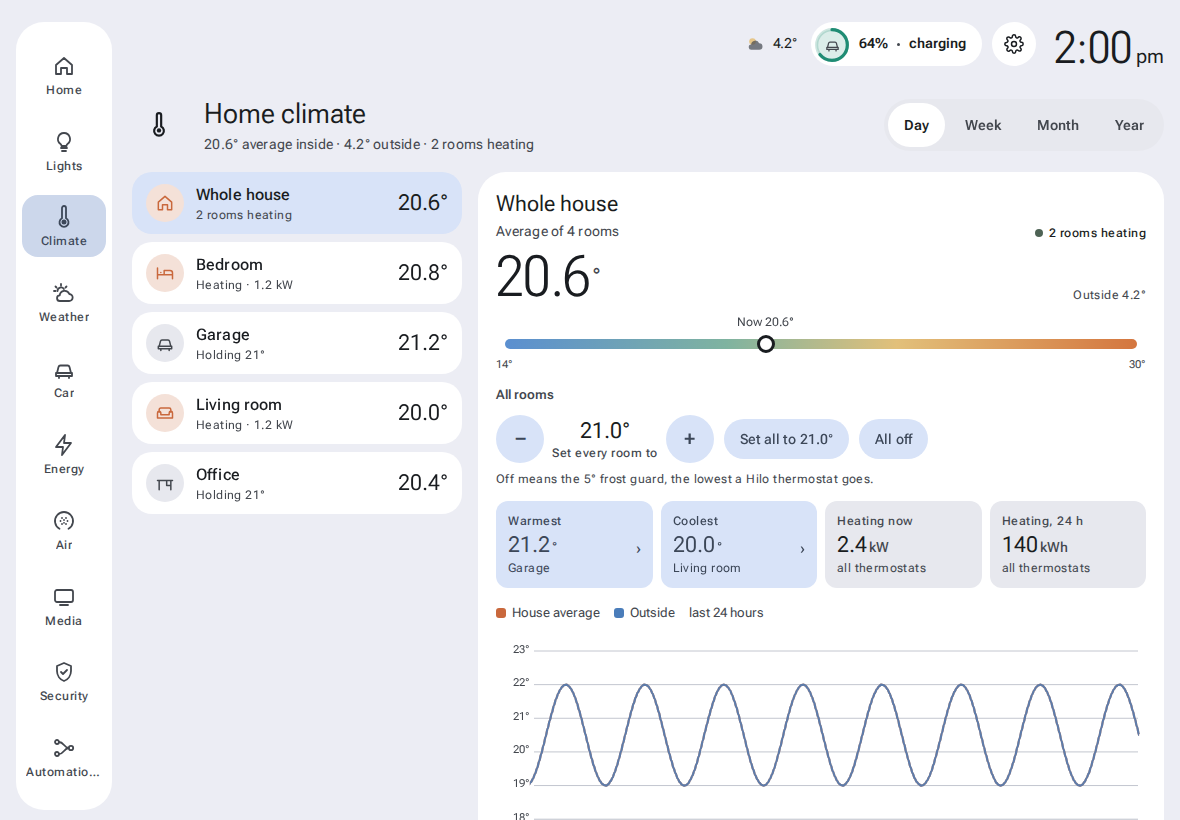 4.2°
64% · charging
2:00 pm
Home
Lights
Climate
Weather
Car
Energy
Air
Media
Security
Automatio...
Home climate
20.6° average inside · 4.2° outside · 2 rooms heating
Day
Week
Month
Year
Whole house
2 rooms heating
20.6°
Bedroom
Heating · 1.2 kW
20.8°
Garage
Holding 21°
21.2°
Living room
Heating · 1.2 kW
20.0°
Office
Holding 21°
20.4°
Whole house
Average of 4 rooms
2 rooms heating
20.6°
Outside 4.2°
Now 20.6°
14°
30°
All rooms
−
21.0°
Set every room to
+
Set all to 21.0°
All off
Off means the 5° frost guard, the lowest a Hilo thermostat goes.
Warmest
21.2°
Garage
›
Coolest
20.0°
Living room
›
Heating now
2.4 kW
all thermostats
Heating, 24 h
140 kWh
all thermostats
House average
Outside
last 24 hours
23°
22°
21°
20°
19°
18°